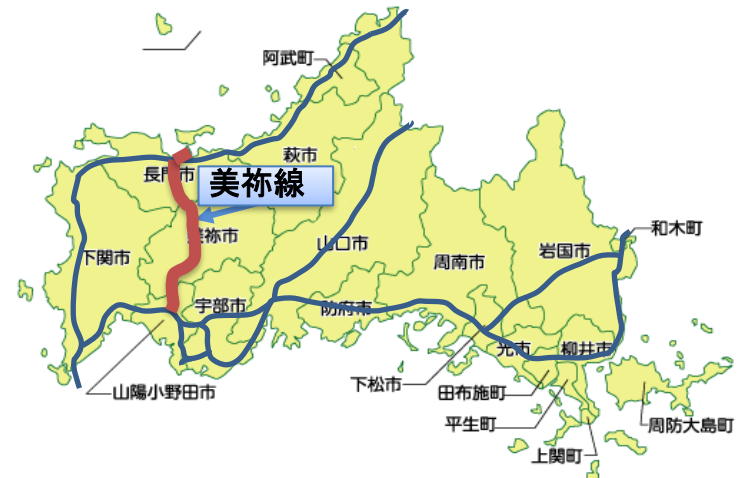 阿武町
萩市
長門市
美祢線
和木町
美祢市
山口市
岩国市
下関市
周南市
宇部市
防府市
光市
柳井市
下松市
山陽小野田市
田布施町
平生町
周防大島町
上関町